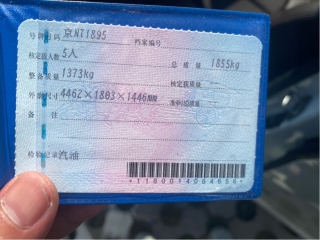 号牌号码 京NT1895 档案编号
核定载人数 5人 总质量 1855kg
整备质量 1373kg 核定载质量
外廓尺寸 4462×1803×1446mm 准牵引总质量
备注
检验记录 汽油